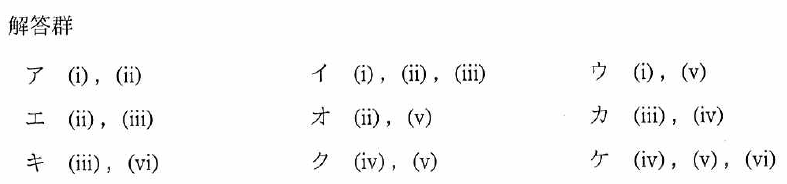 解答群
ア (i), (ii) イ (i), (ii), (iii) ウ (i), (v)
エ (ii), (iii) オ (ii), (v) カ (iii), (iv)
キ (iii), (vi) ク (iv), (v) ケ (iv), (v), (vi)